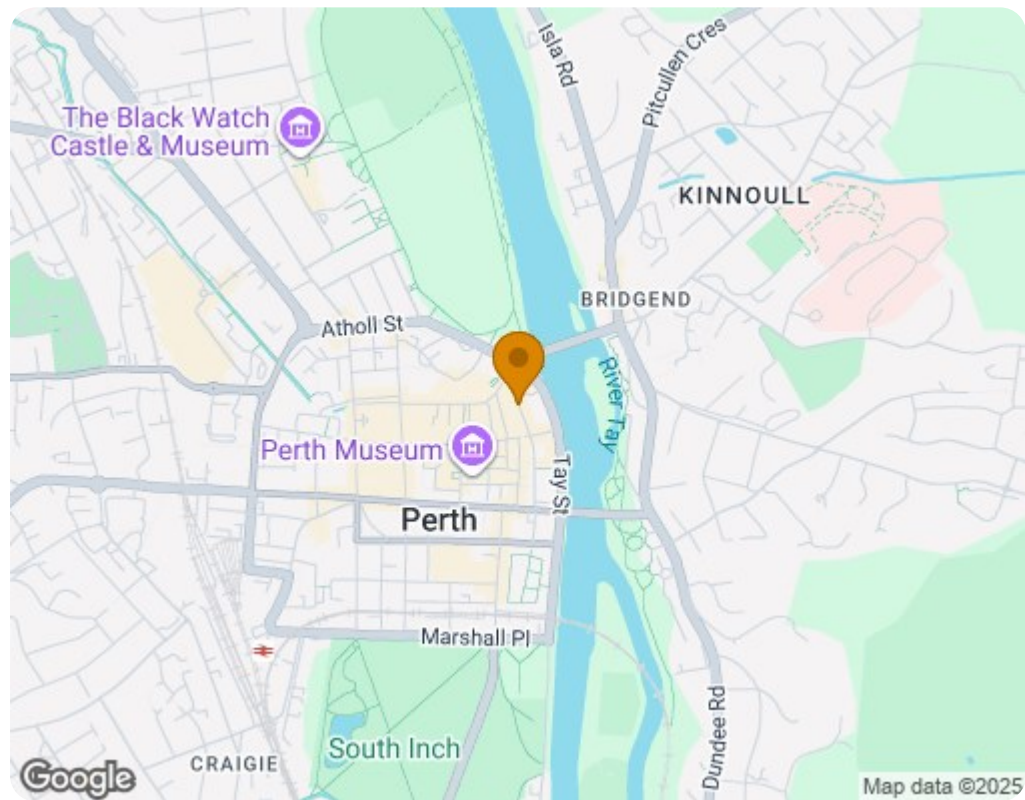 Isla Rd
Pitcullen Cres
The Black Watch
Castle & Museum
KINNOULL
BRIDGEND
Atholl St
River Tay
Perth Museum
Tay St
Perth
Marshall Pl
South Inch
Dundee Rd
CRAIGIE
Google
Map data ©2025